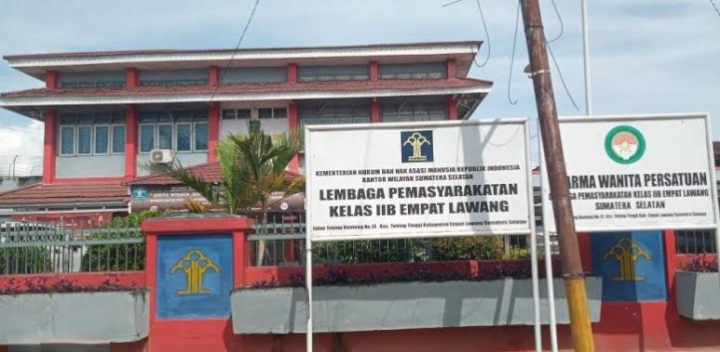 KEMENTERIAN HUKUM DAN HAK ASASI MANUSIA REPUBLIK INDONESIA
KANTOR WILAYAH SUMATERA SELATAN
LEMBAGA PEMASYARAKATAN
KELAS IIB EMPAT LAWANG
ARMA WANITA PERSATUAN
PEMASYARAKATAN KELAS IIB EMPAT LAWANG
SUMATERA SELATAN